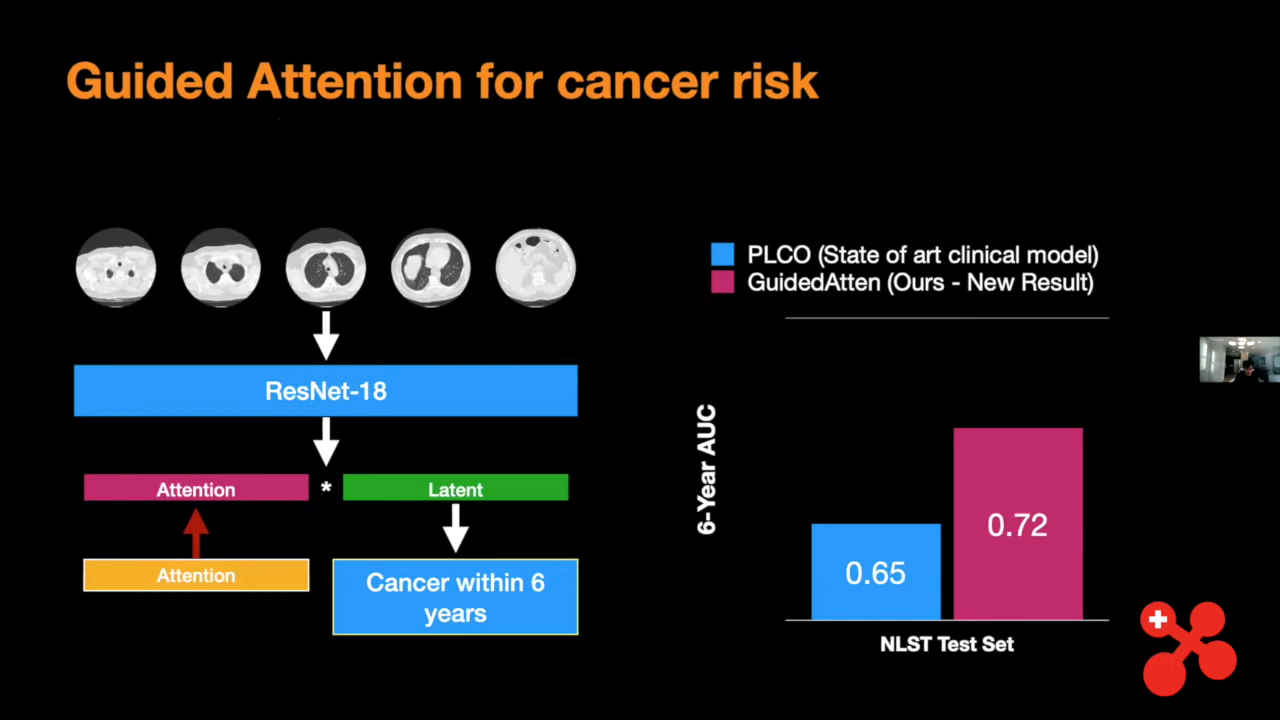 Guided Attention for cancer risk
ResNet-18
Attention
*
Latent
Attention
Cancer within 6
years
PLCO (State of art clinical model)
GuidedAtten (Ours - New Result)
6-Year AUC
0.65
0.72
NLST Test Set